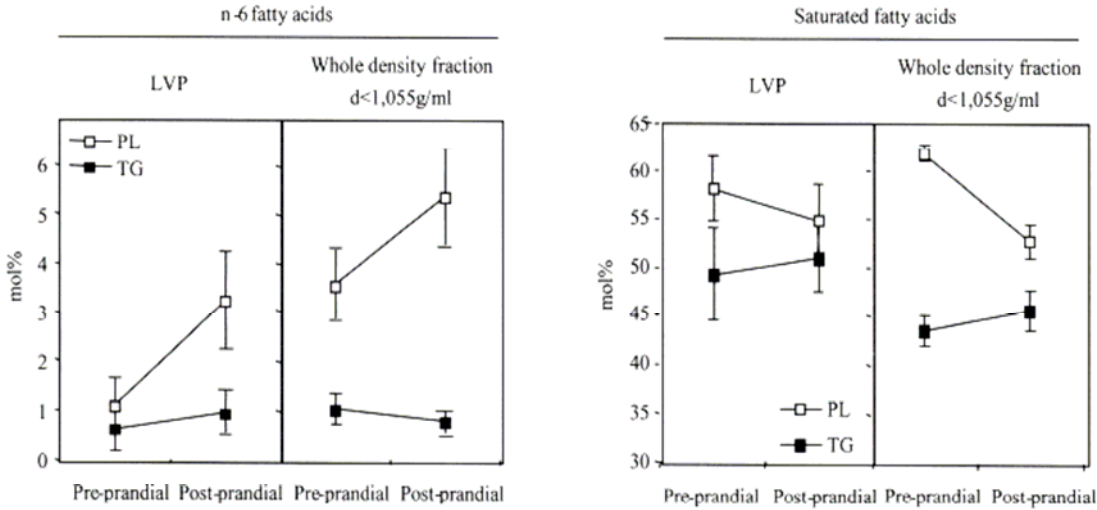 n-6 fatty acids
LVP
Whole density fraction
d<1,055g/ml
PL
TG
6
5
4
3
2
1
0
mol%
Pre-prandial Post-prandial Pre-prandial Post-prandial
Saturated fatty acids
LVP
Whole density fraction
d<1,055g/ml
65
60
55
50
45
40
35
30
mol%
PL
TG
Pre-prandial Post-prandial Pre-prandial Post-prandial